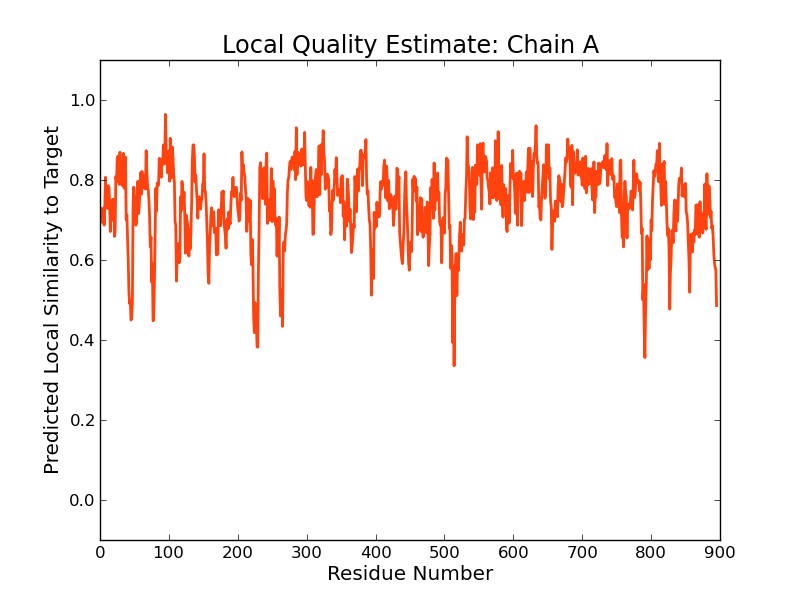 Local Quality Estimate: Chain A
Predicted Local Similarity to Target
1.0
0.8
0.6
0.4
0.2
0.0
0 100 200 300 400 500 600 700 800 900
Residue Number